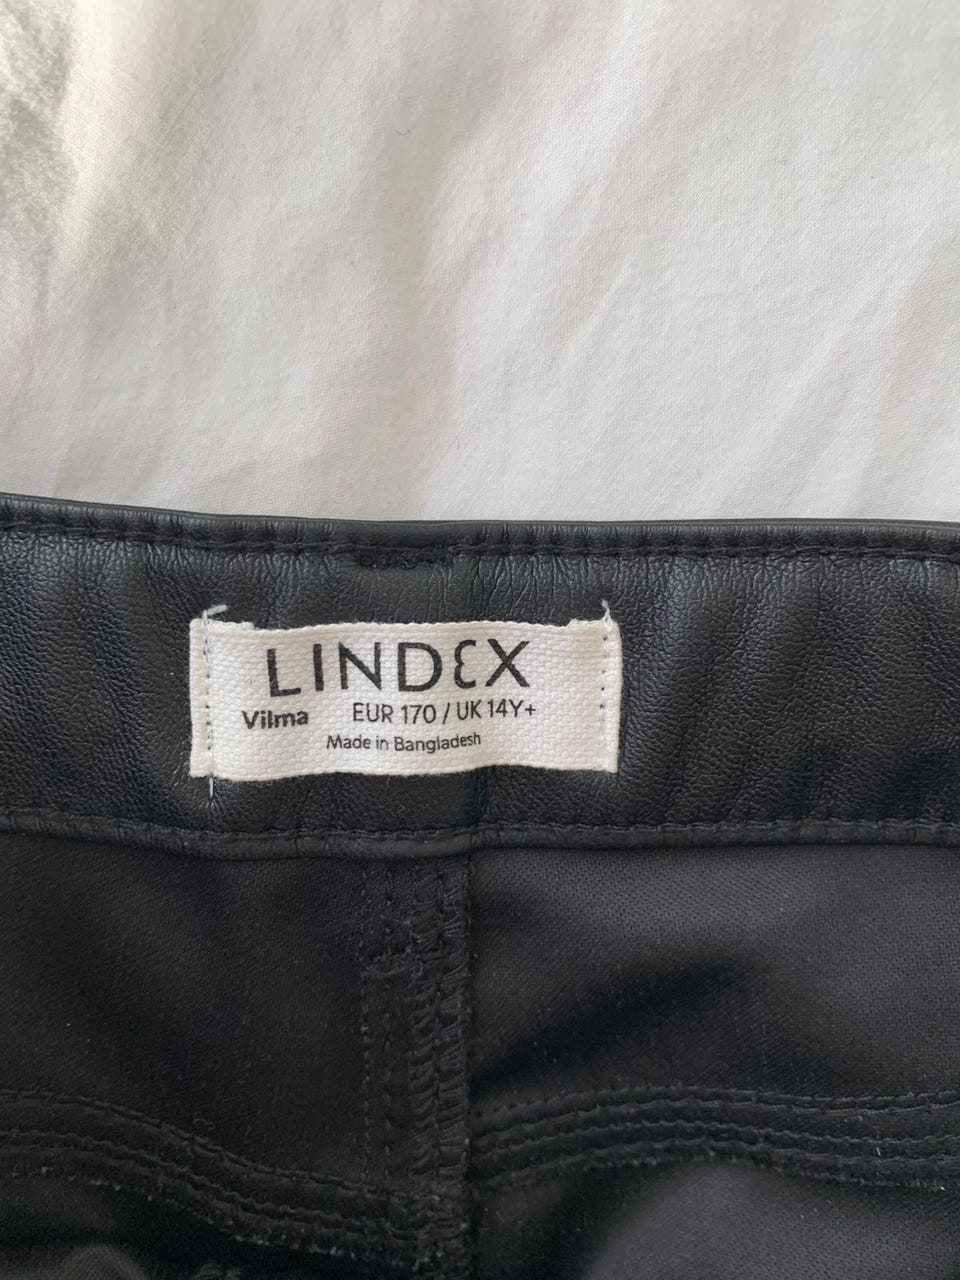 LINDEX
Vilma EUR 170 / UK 14Y+
Made in Bangladesh